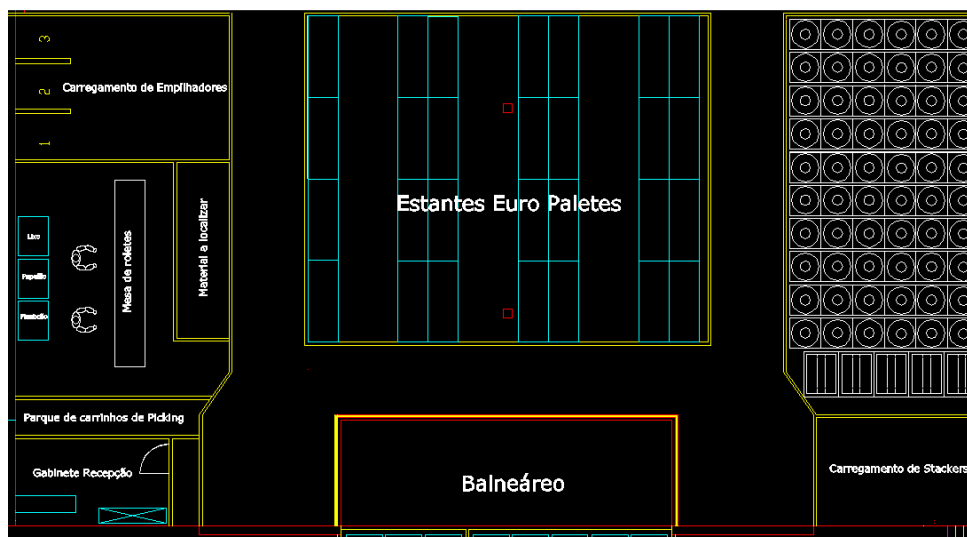 3
Carregamento de Empilhadores
2
1
Estantes Euro Paletes
Material a localizar
Mesa de roletes
Lixo
Papelão
Parque de carrinhos de Picking
Gabinete Recepção
Balneáreo
Carregamento de Stackers